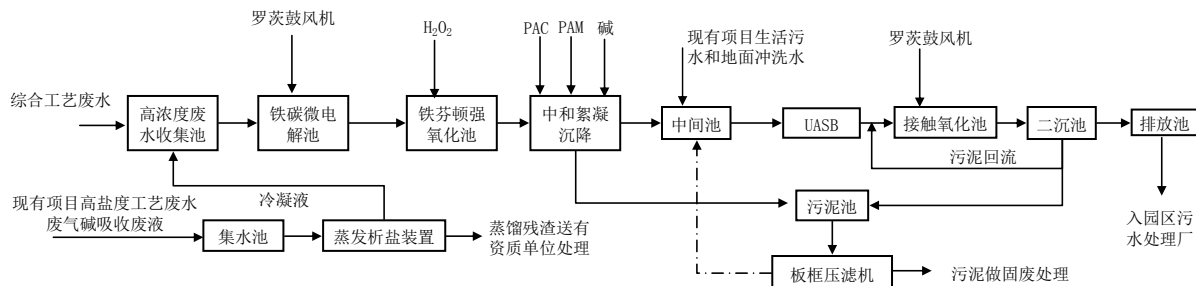 罗茨鼓风机
H₂O₂
PAC
PAM
碱
现有项目生活污
水和地面冲洗水
罗茨鼓风机
综合工艺废水
高浓度废
水收集池
铁碳微电
解池
铁芬顿强
氧化池
中和絮凝
沉降
中间池
UASB
接触氧化池
二沉池
排放池
污泥回流
冷凝液
现有项目高盐度工艺废水
废气碱吸收废液
集水池
蒸发析盐装置
蒸馏残渣送有
资质单位处理
污泥池
入园区污
水处理厂
板框压滤机
污泥做固废处理